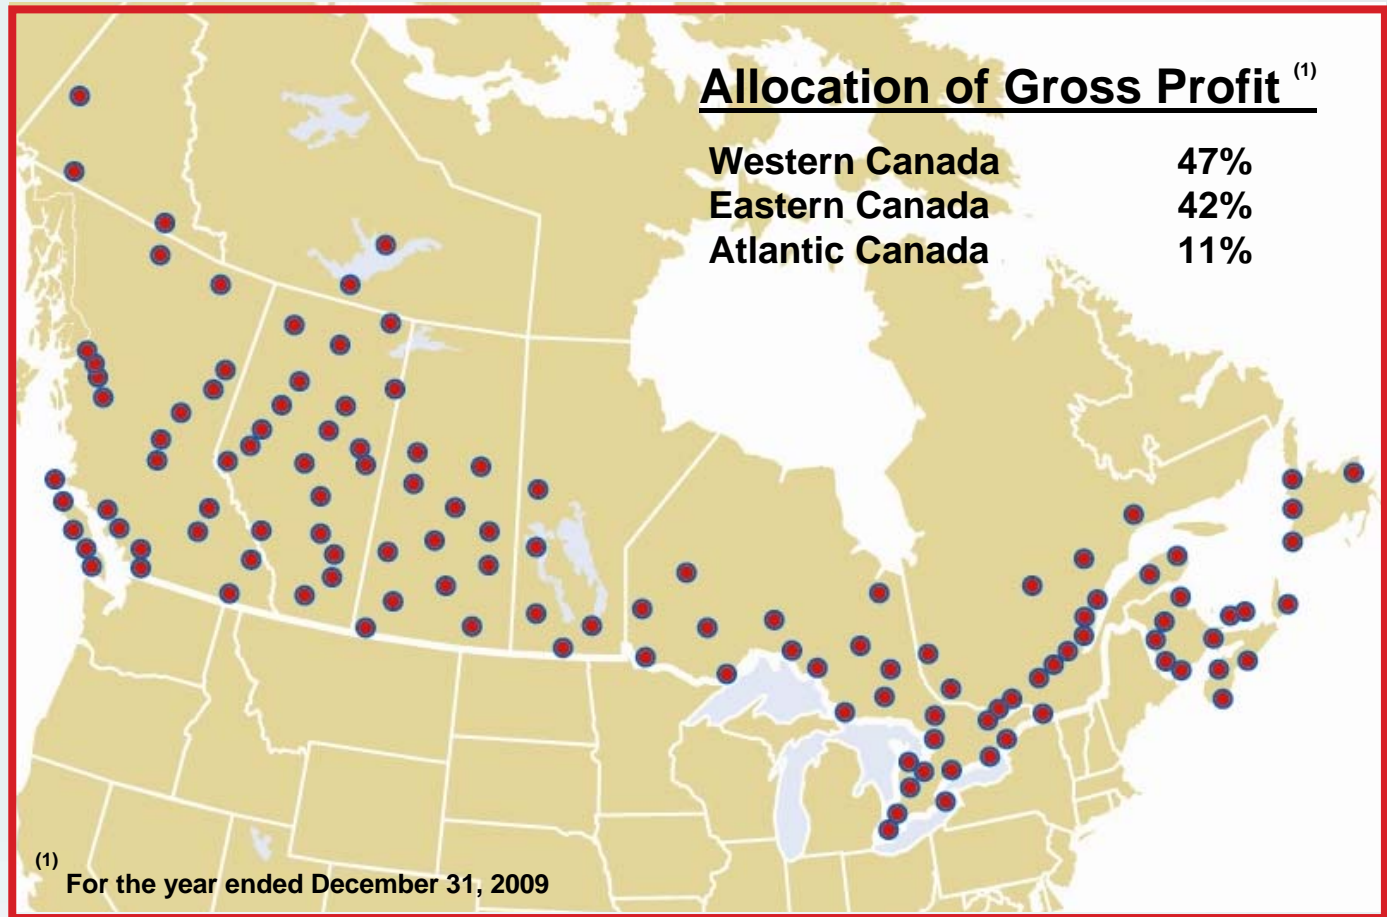 Allocation of Gross Profit (1)
Western Canada 47%
Eastern Canada 42%
Atlantic Canada 11%
(1)
For the year ended December 31, 2009